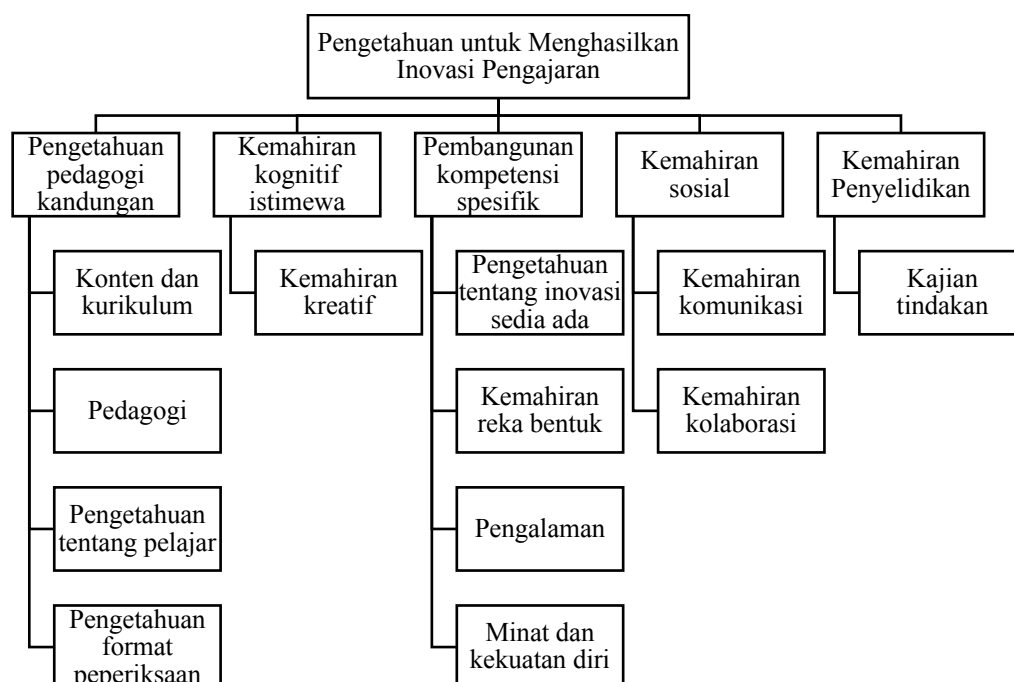 Pengetahuan untuk Menghasilkan
Inovasi Pengajaran
Pengetahuan
pedagogi
kandungan
Konten dan
kurikulum
Pedagogi
Pengetahuan
tentang pelajar
Pengetahuan
format
peperiksaan
Kemahiran
kognitif
istimewa
Kemahiran
kreatif
Pembangunan
kompetensi
spesifik
Pengetahuan
tentang inovasi
sedia ada
Kemahiran
reka bentuk
Pengalaman
Minat dan
kekuatan diri
Kemahiran
sosial
Kemahiran
komunikasi
Kemahiran
kolaborasi
Kemahiran
Penyelidikan
Kajian
tindakan